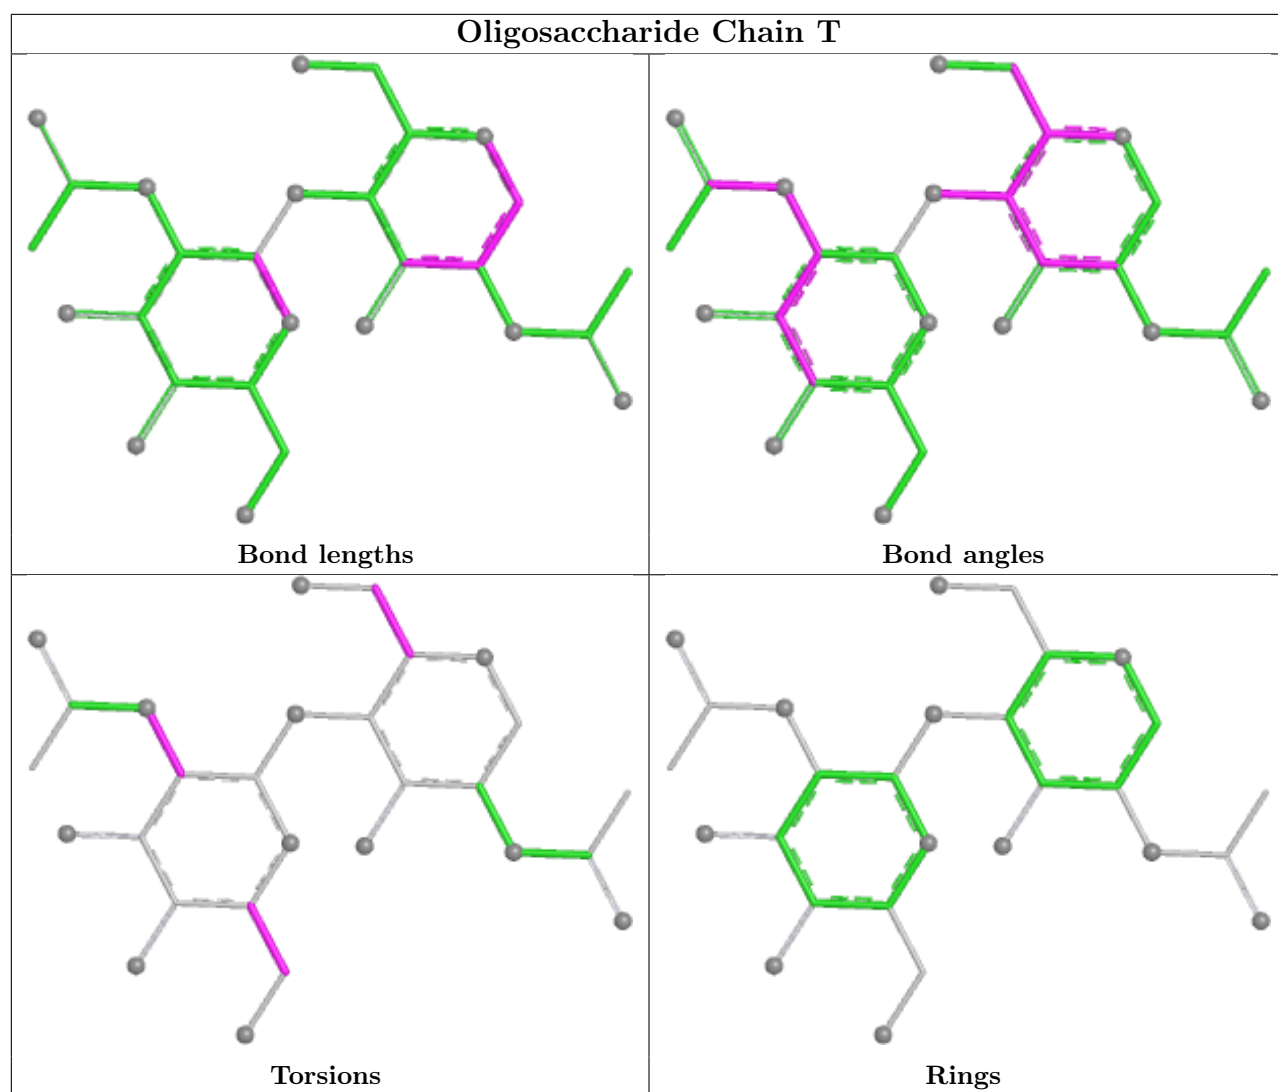 Oligosaccharide Chain T
Bond lengths
Bond angles
Torsions
Rings